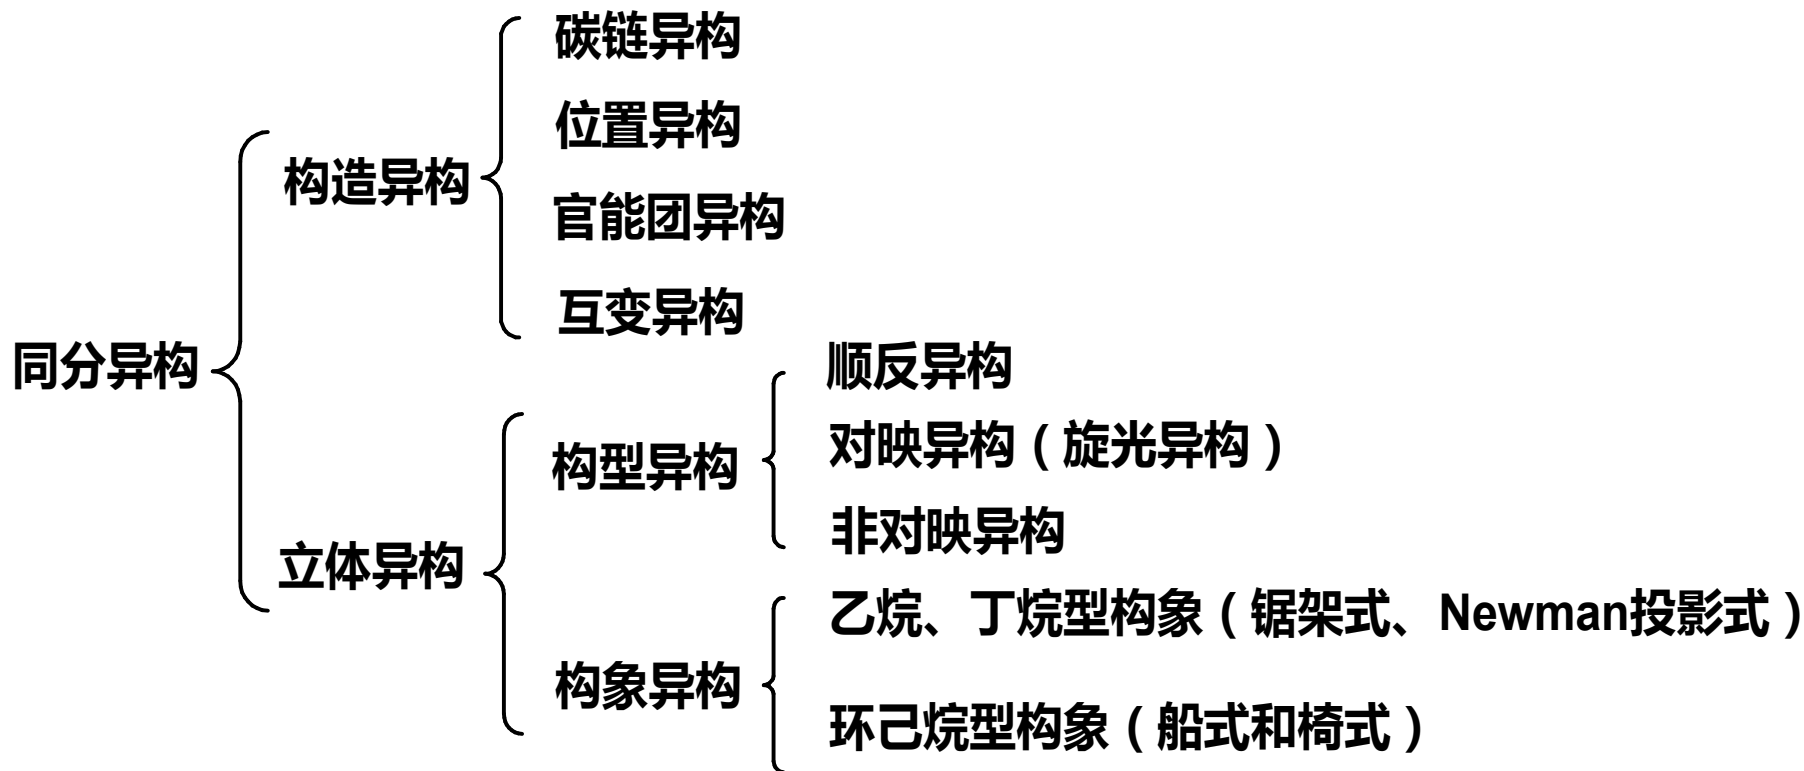 同分异构
构造异构
碳链异构
位置异构
官能团异构
互变异构
立体异构
构型异构
顺反异构
对映异构（旋光异构）
非对映异构
构象异构
乙烷、丁烷型构象（锯架式、Newman投影式）
环己烷型构象（船式和椅式）